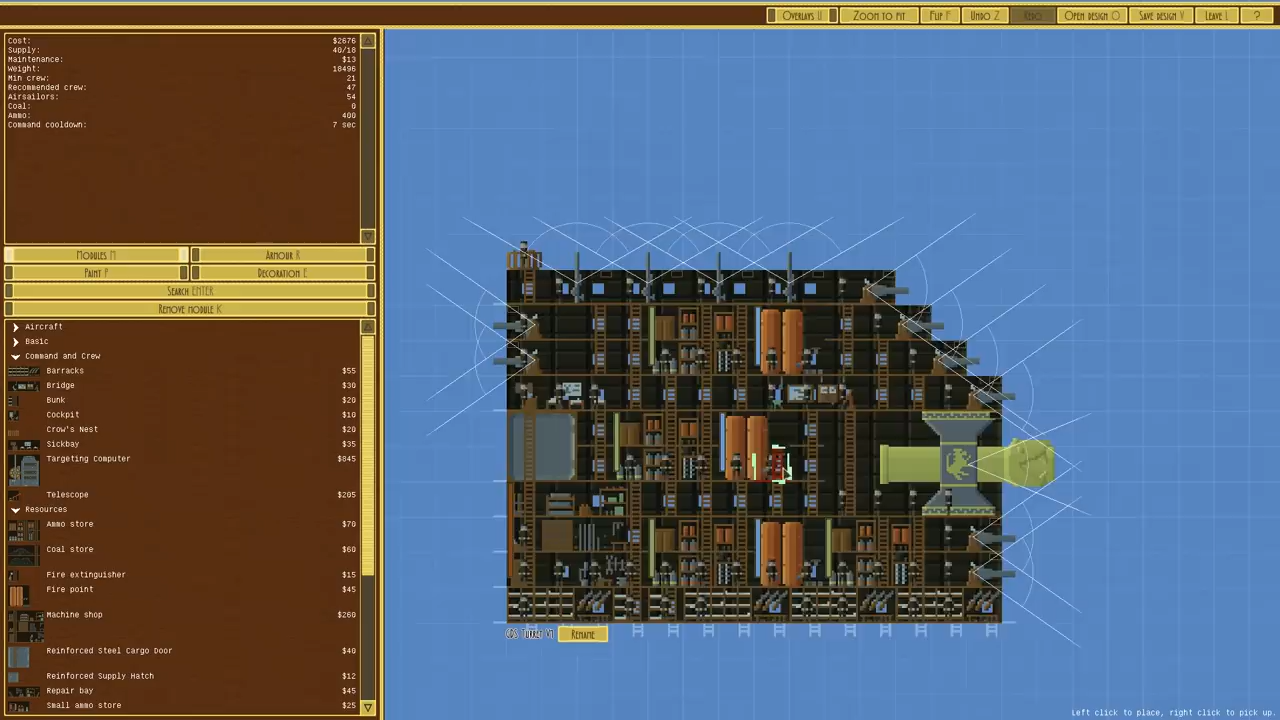 OVERLAYS U
ZOOM TO FIT
FLIP F
UNDO Z
REDO
OPEN DESIGN O
SAVE DESIGN V
LEAVE L
?
Cost: $2676
Supply: 40/18
Maintenance: $13
Weight: 18496
Min crew: 21
Recommended crew: 47
Airsailors: 54
Coal: 0
Ammo: 400
Command cooldown: 7 sec
MODULES M
ARMOUR R
PAINT P
DECORATION E
SEARCH ENTER
REMOVE MODULE K
Aircraft
Basic
Command and Crew
Barracks $55
Bridge $30
Bunk $20
Cockpit $10
Crow's Nest $20
Sickbay $35
Targeting Computer $845
Telescope $205
Resources
Ammo store $70
Coal store $60
Fire extinguisher $15
Fire point $45
Machine shop $260
Reinforced Steel Cargo Door $40
Reinforced Supply Hatch $12
Repair bay $45
Small ammo store $25
RENAME
Left click to place, right click to pick up.